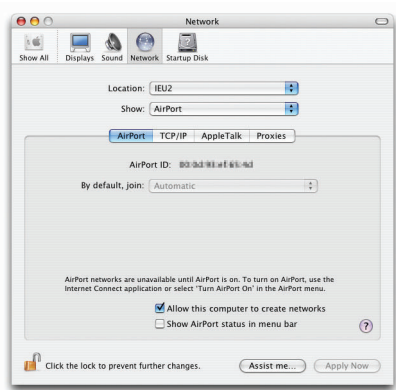 Network
Show All Displays Sound Network Startup Disk
Location: IEU2
Show: AirPort
AirPort TCP/IP AppleTalk Proxies
AirPort ID:
By default, join: Automatic
AirPort networks are unavailable until AirPort is on. To turn on AirPort, use the
Internet Connect application or select 'Turn AirPort On' in the AirPort menu.
Allow this computer to create networks
Show AirPort status in menu bar
?
Click the lock to prevent further changes. Assist me... Apply Now